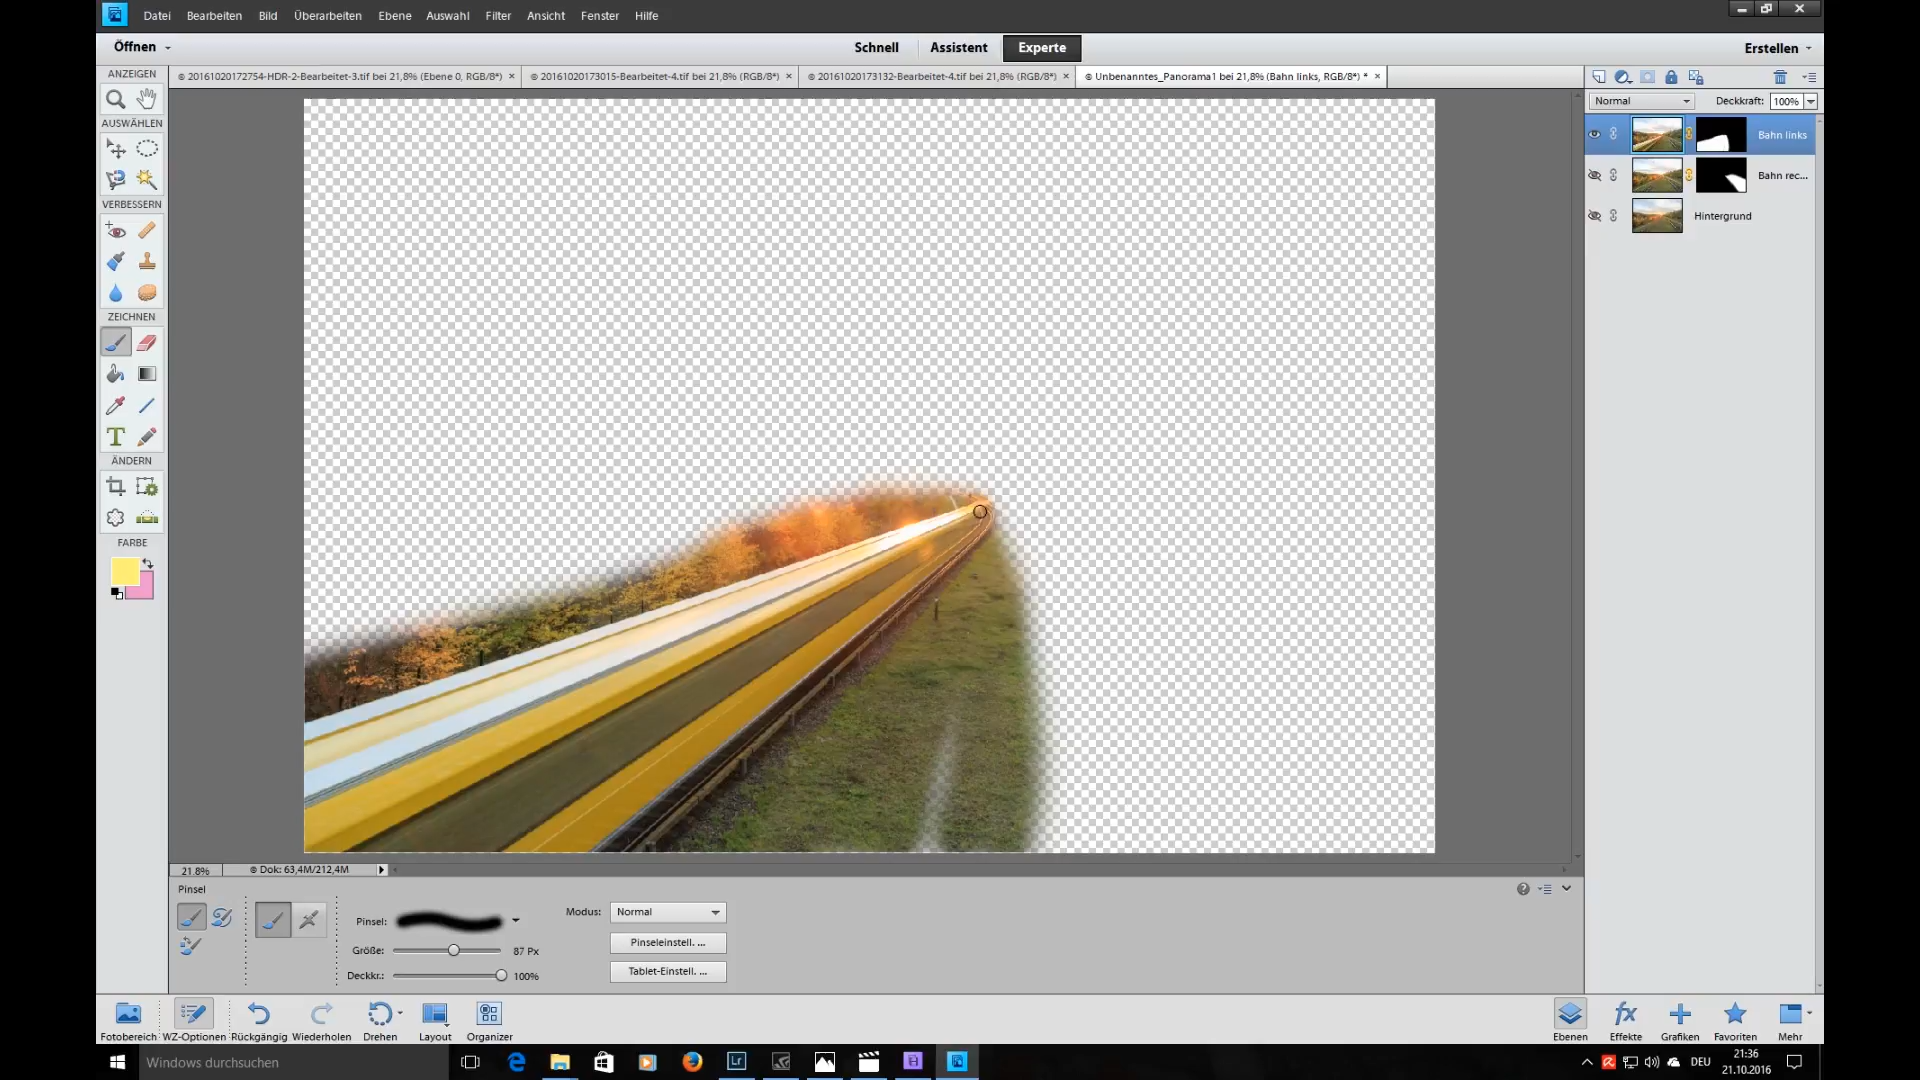 Datei Bearbeiten Bild Überarbeiten Ebene Auswahl Filter Ansicht Fenster Hilfe
Öffnen Schnell Assistent Experte Erstellen
ANZEIGEN
20161020172754-HDR-2-Bearbeitet-3.tif bei 21,8% (Ebene 0, RGB/8*) × 20161020173015-Bearbeitet-4.tif bei 21,8% (RGB/8*) × 20161020173132-Bearbeitet-4.tif bei 21,8% (RGB/8*) × Unbenanntes_Panorama1 bei 21,8% (Bahn links, RGB/8*) * ×
Normal Deckkraft: 100%
AUSWÄHLEN
Bahn links
Bahn rec...
VERBESSERN
Hintergrund
ZEICHNEN
T
ÄNDERN
FARBE
21.8% Dok: 63,4M/212,4M
Pinsel
Pinsel: Modus: Normal
Größe: 87 Px Pinseleinstell. ...
Deckkr.: 100% Tablet-Einstell. ...
Fotobereich WZ-Optionen Rückgängig Wiederholen Drehen Layout Organizer Ebenen fx Effekte Grafiken Favoriten Mehr
Windows durchsuchen Lr DEU 21:36
21.10.2016